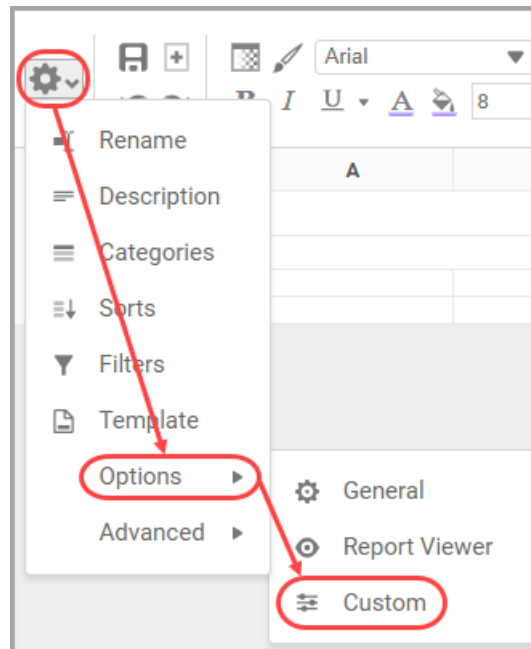 Arial
B I U A 8
A
Rename
Description
Categories
Sorts
Filters
Template
Options
General
Advanced
Report Viewer
Custom